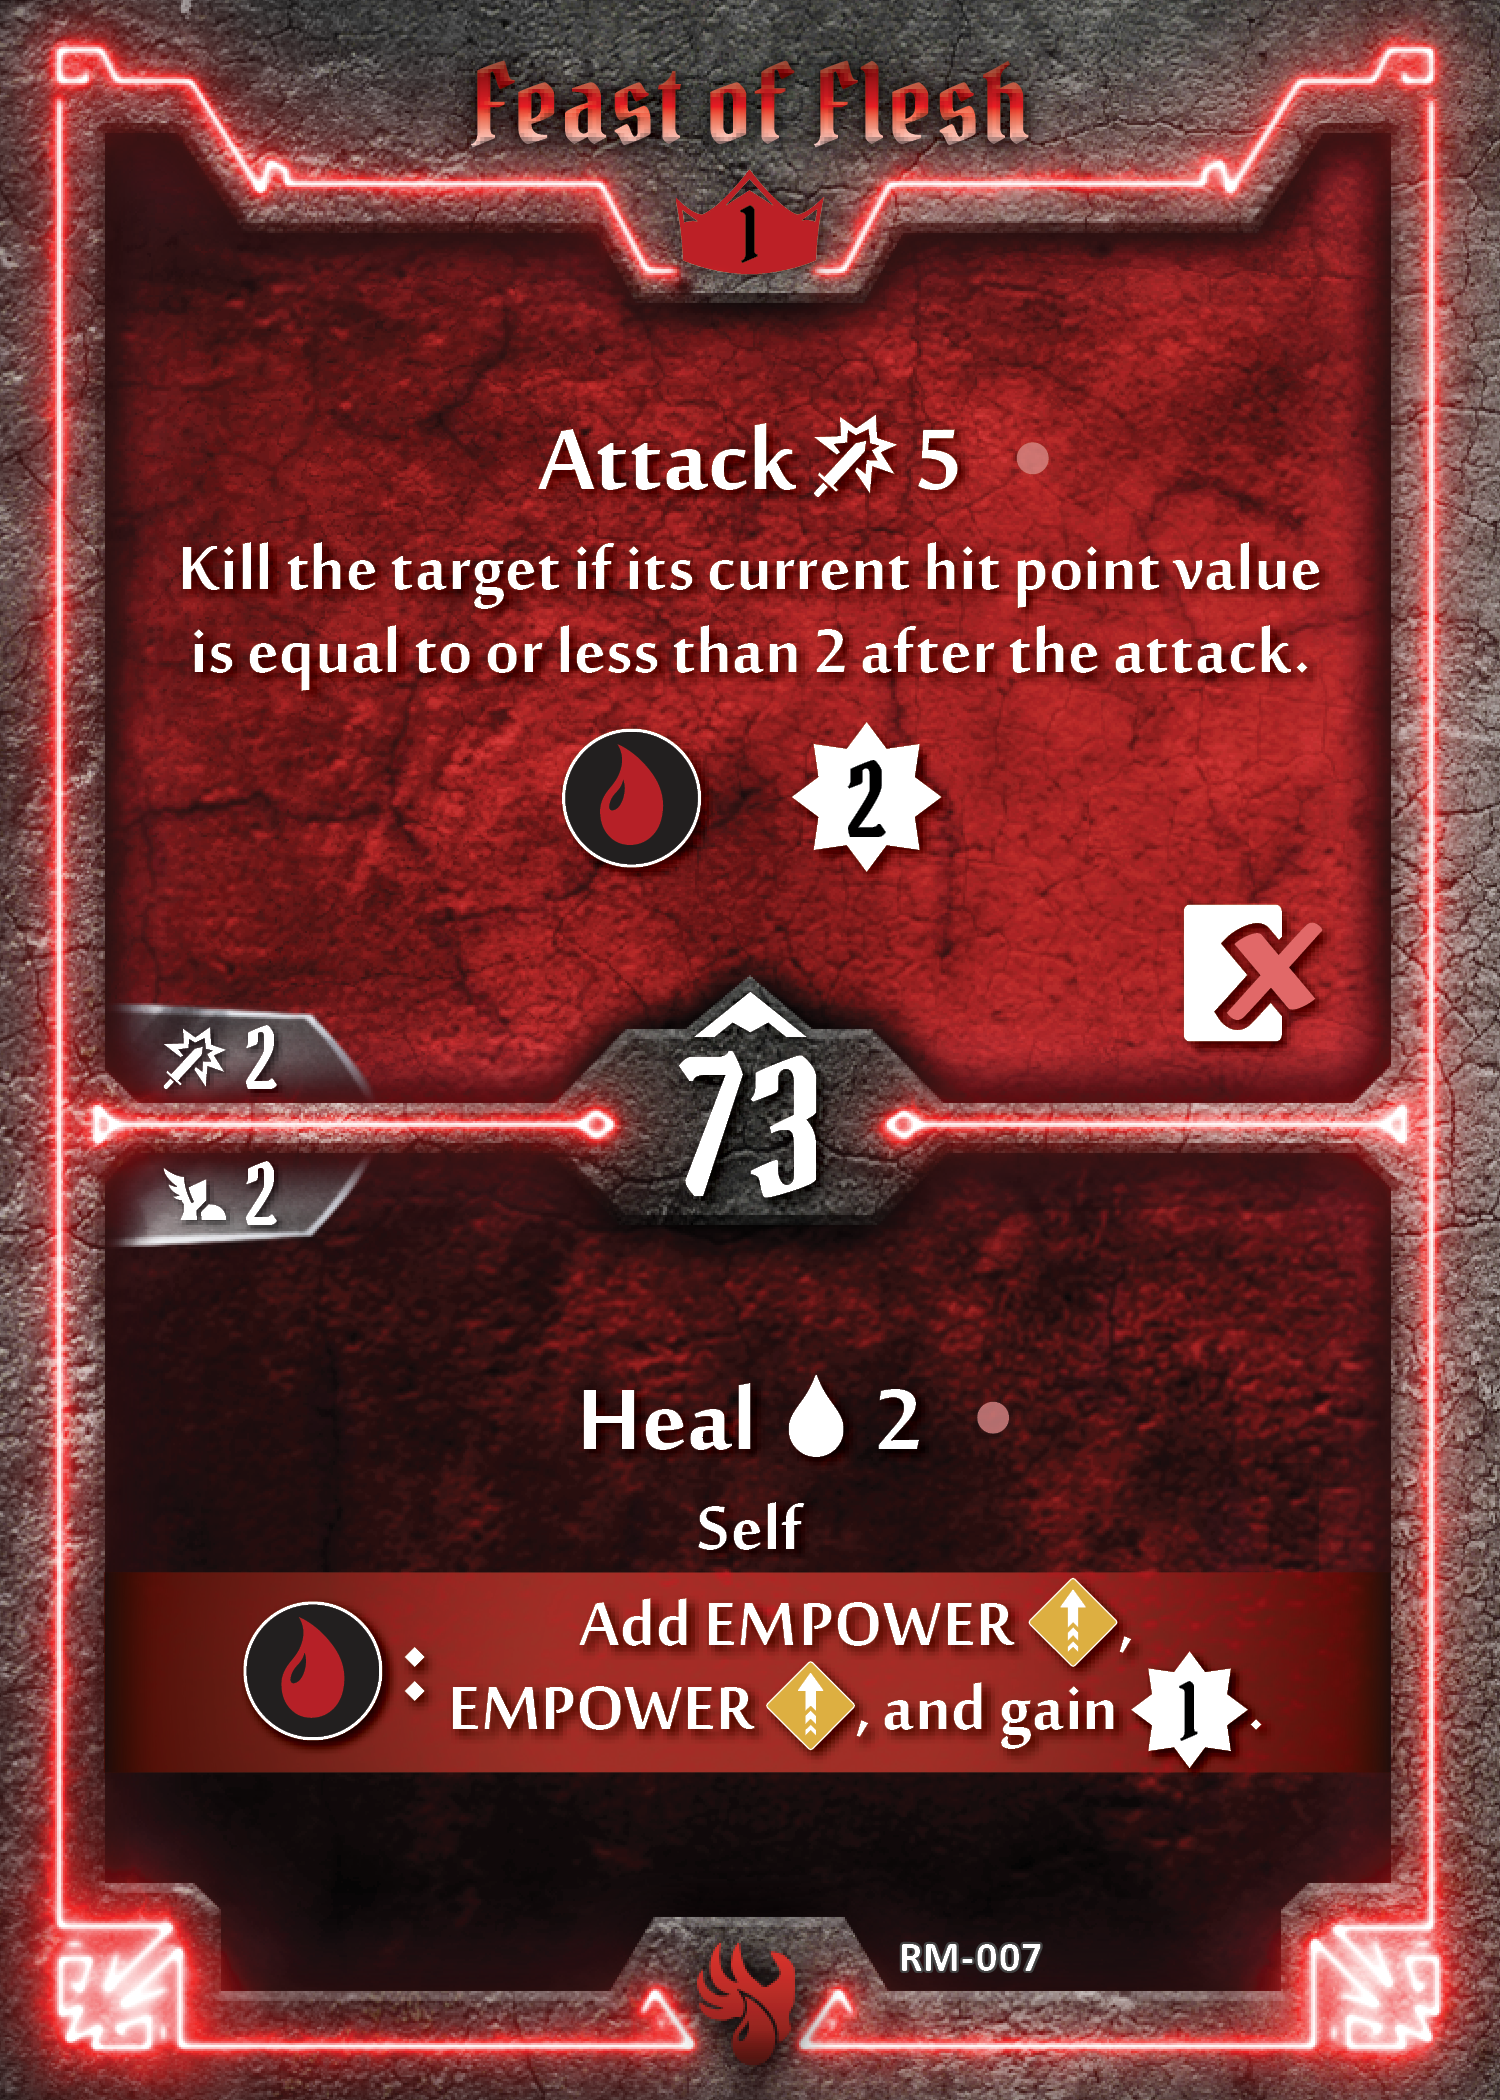 Feast of Flesh
1
Attack 5
Kill the target if its current hit point value
is equal to or less than 2 after the attack.
2
2
73
2
Heal 2
Self
: Add EMPOWER ,
EMPOWER , and gain 1 .
RM-007